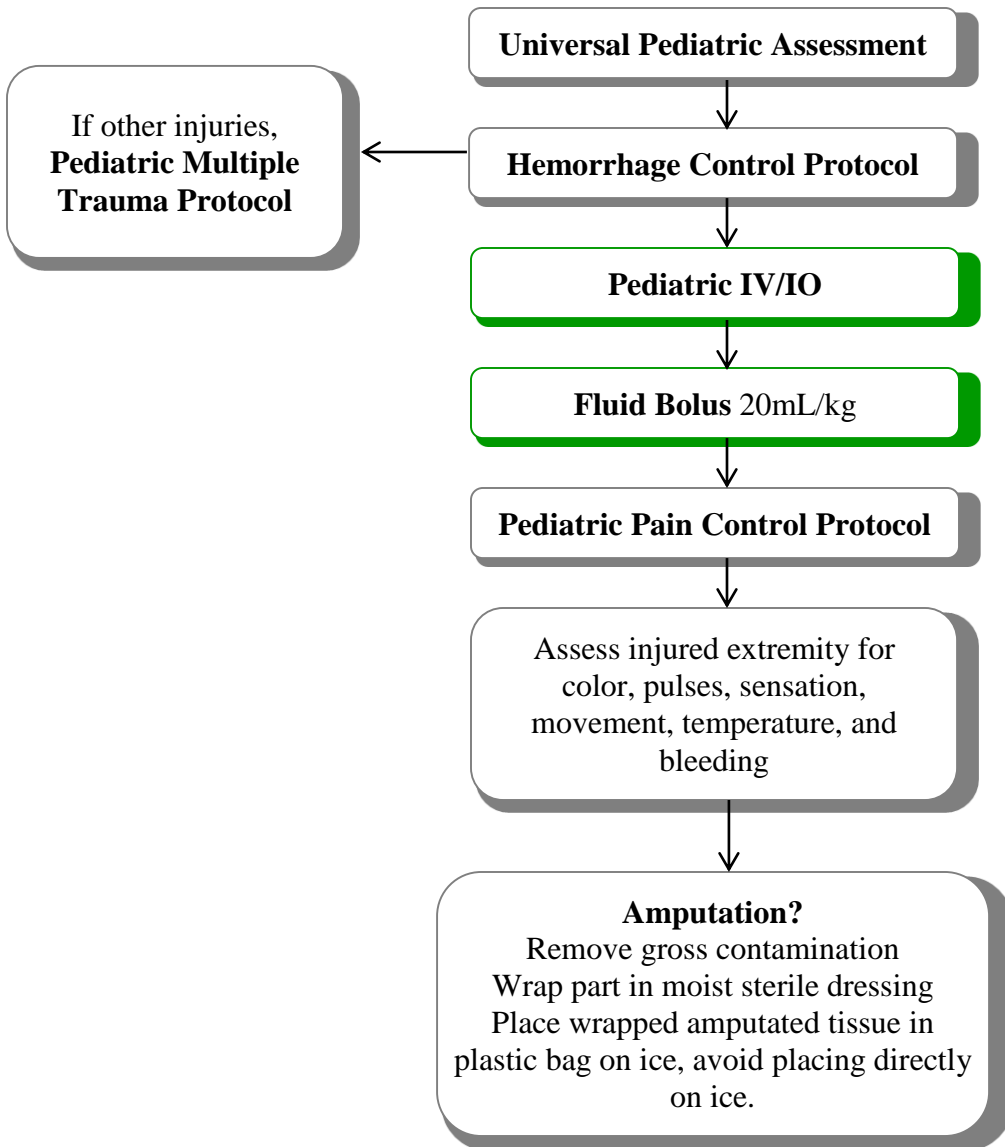 Universal Pediatric Assessment
If other injuries,
Pediatric Multiple
Trauma Protocol
Hemorrhage Control Protocol
Pediatric IV/IO
Fluid Bolus 20mL/kg
Pediatric Pain Control Protocol
Assess injured extremity for
color, pulses, sensation,
movement, temperature, and
bleeding
Amputation?
Remove gross contamination
Wrap part in moist sterile dressing
Place wrapped amputated tissue in
plastic bag on ice, avoid placing directly
on ice.